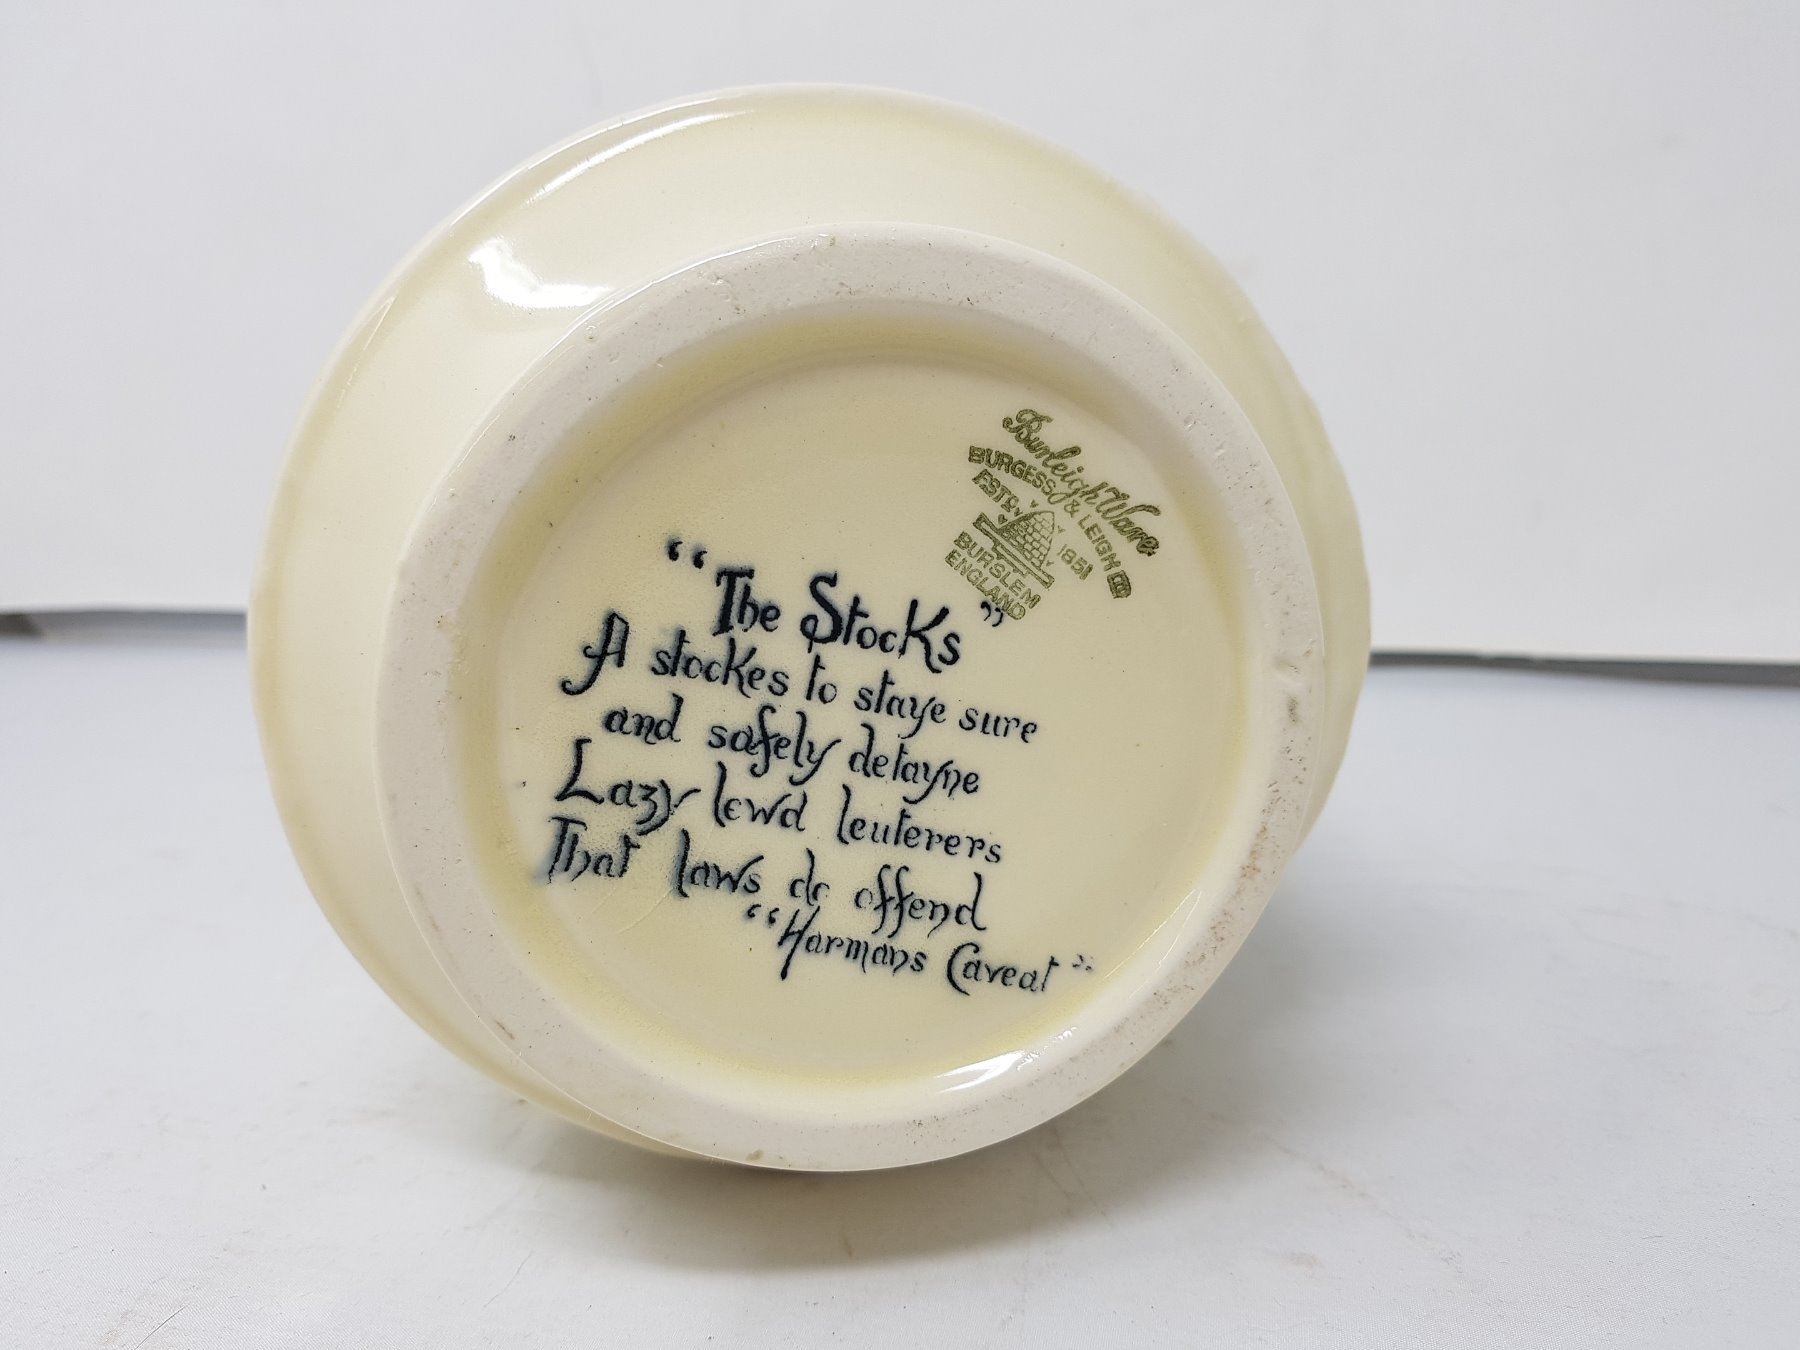 Burleigh Ware
BURGESS & LEIGH LTD
ESTD 1851
BURSLEM
ENGLAND
“The Stocks”
A stockes to staye sure
and safely detayne
Lazy lewd leuterers
That laws do offend
“Harmans Caveat”